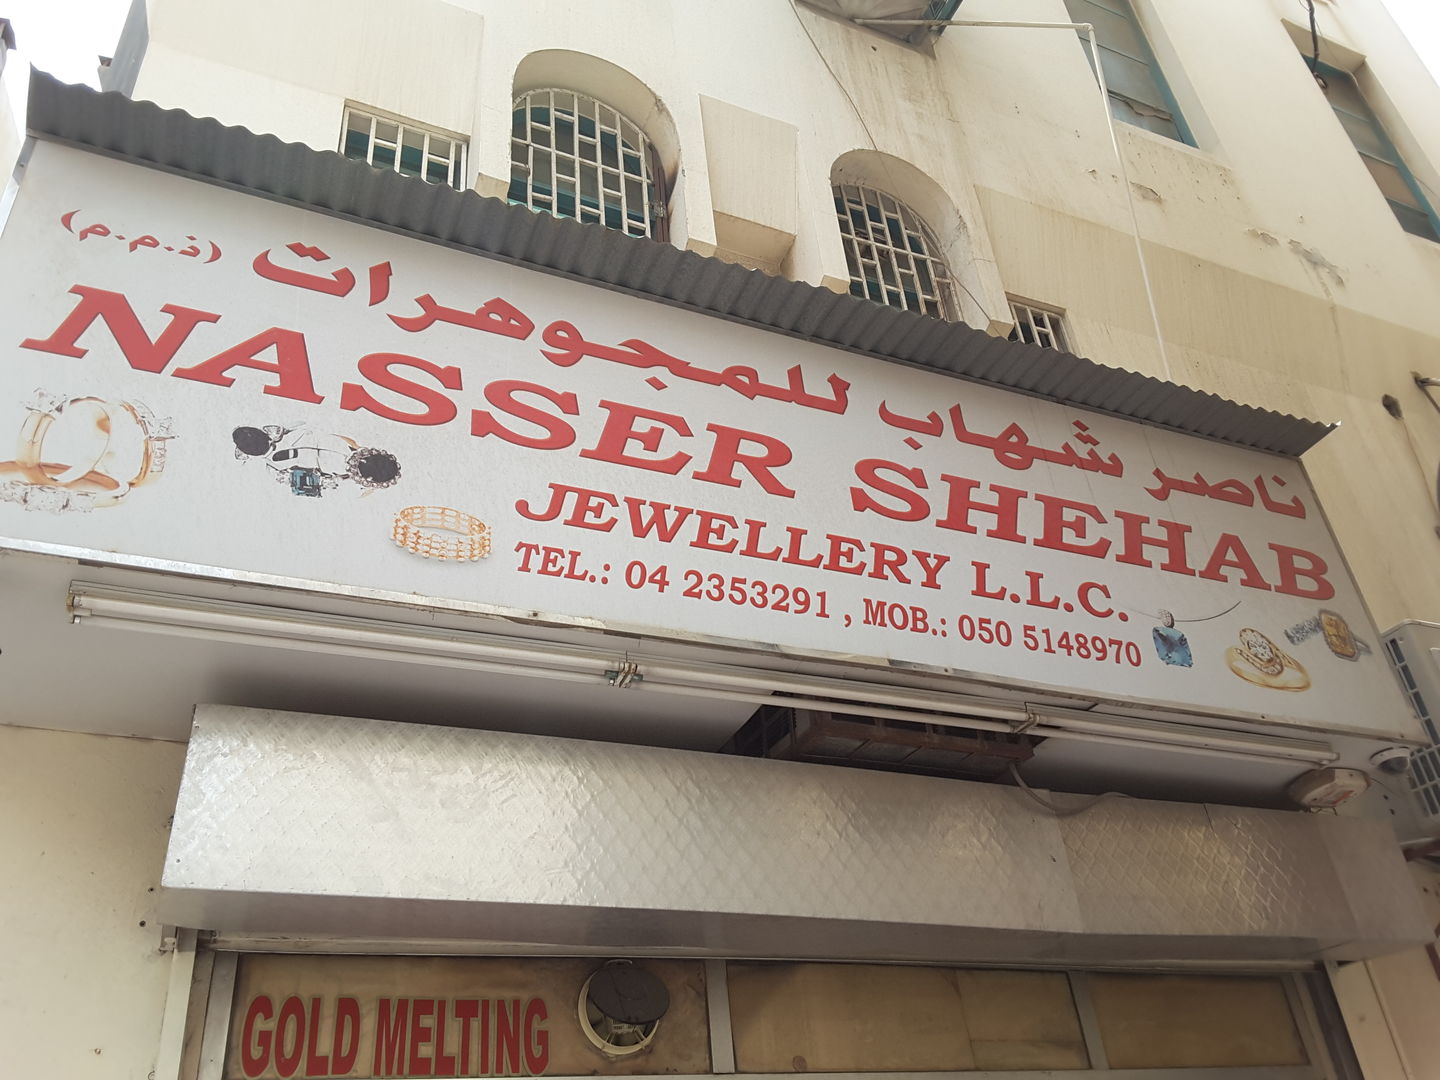 ناصر شهاب للمجوهرات (ذ.م.م)
NASSER SHEHAB
JEWELLERY L.L.C.
TEL.: 04 2353291 , MOB.: 050 5148970
GOLD MELTING